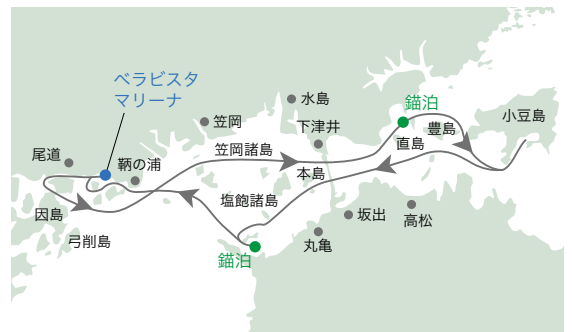 ベラビスタ
マリーナ
水島
錨泊
小豆島
笠岡
下津井
豊島
直島
尾道
笠岡諸島
鞆の浦
本島
塩飽諸島
因島
坂出
高松
弓削島
丸亀
錨泊